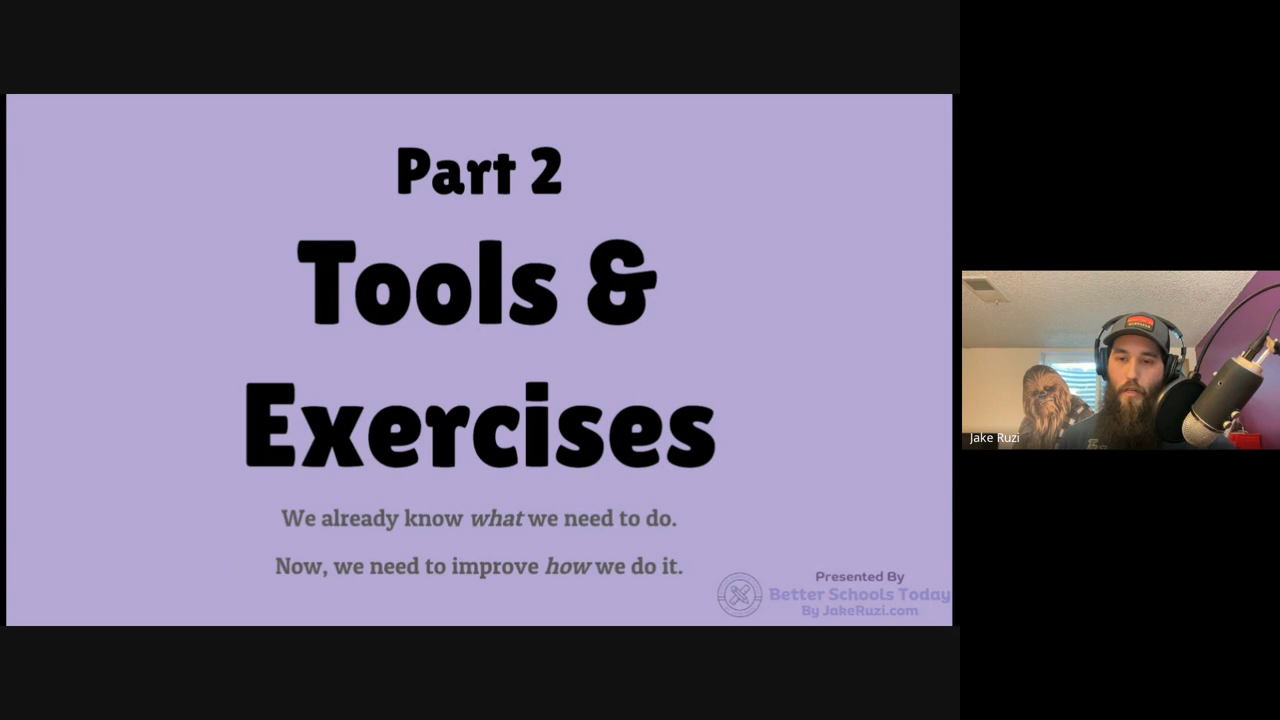 Part 2
Tools &
Exercises
We already know what we need to do.
Now, we need to improve how we do it.
Presented By
Better Schools Today
By JakeRuzi.com
Jake Ruzi